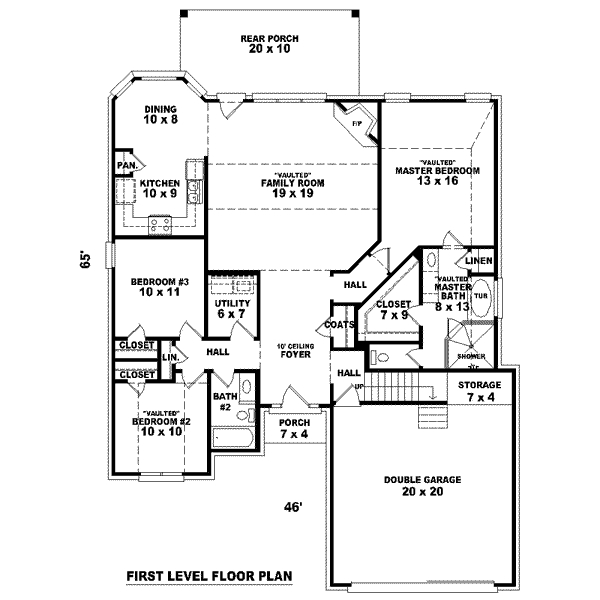 REAR PORCH
20 x 10
DINING
10 x 8
F/P
PAN.
"VAULTED"
FAMILY ROOM
19 x 19
"VAULTED"
MASTER BEDROOM
13 x 16
KITCHEN
10 x 9
65'
LINEN
BEDROOM #3
10 x 11
HALL
"VAULTED"
MASTER
BATH
8 x 13
TUB
UTILITY
6 x 7
CLOSET
7 x 9
COATS
CLOSET
LIN.
HALL
10' CEILING
FOYER
SHOWER
CLOSET
HALL
UP
STORAGE
7 x 4
BATH
#2
"VAULTED"
BEDROOM #2
10 x 10
PORCH
7 x 4
DOUBLE GARAGE
20 x 20
46'
FIRST LEVEL FLOOR PLAN